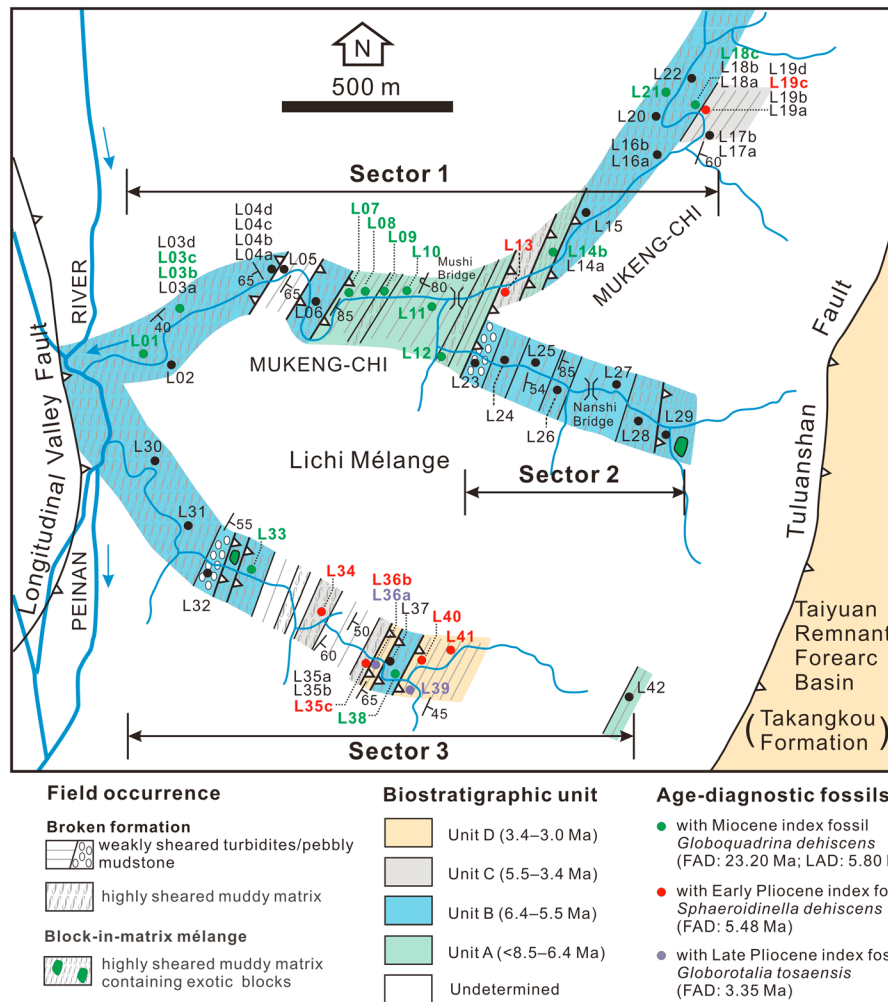 N
500 m
L18c
L18b
L18a
L19d
L19c
L19b
L19a
L22
L21
L20
L17b
L17a
60
L16b
L16a
Sector 1
L15
MUKENG-CHI
L04d
L04c
L04b
L04a
L05
65
65
L03d
L03c
L03b
L03a
40
L01
L02
L06
85
L07
L08
L09
L10
80
Mushi
Bridge
L11
L12
L13
L14b
L14a
MUKENG-CHI
RIVER
PEINAN
Longitudinal Valley Fault
L23
L24
L25
54
85
L26
L27
Nanshi
Bridge
L28
L29
Lichi Mélange
Sector 2
Tuluanshan
Fault
L30
L31
55
L33
L32
L34
60
50
L36b
L36a
L37
L40
L41
L35a
L35b
L35c
65
L38
L39
45
L42
Sector 3
Taiyuan
Remnant
Forearc
Basin
(Takangkou
Formation)
Field occurrence
Broken formation
weakly sheared turbidites/pebbly
mudstone
highly sheared muddy matrix
Block-in-matrix mélange
highly sheared muddy matrix
containing exotic blocks
Biostratigraphic unit
Unit D (3.4–3.0 Ma)
Unit C (5.5–3.4 Ma)
Unit B (6.4–5.5 Ma)
Unit A (<8.5–6.4 Ma)
Undetermined
Age-diagnostic fossils
with Miocene index fossil
Globoquadrina dehiscens
(FAD: 23.20 Ma; LAD: 5.80
with Early Pliocene index fo
Sphaeroidinella dehiscens
(FAD: 5.48 Ma)
with Late Pliocene index fos
Globorotalia tosaensis
(FAD: 3.35 Ma)